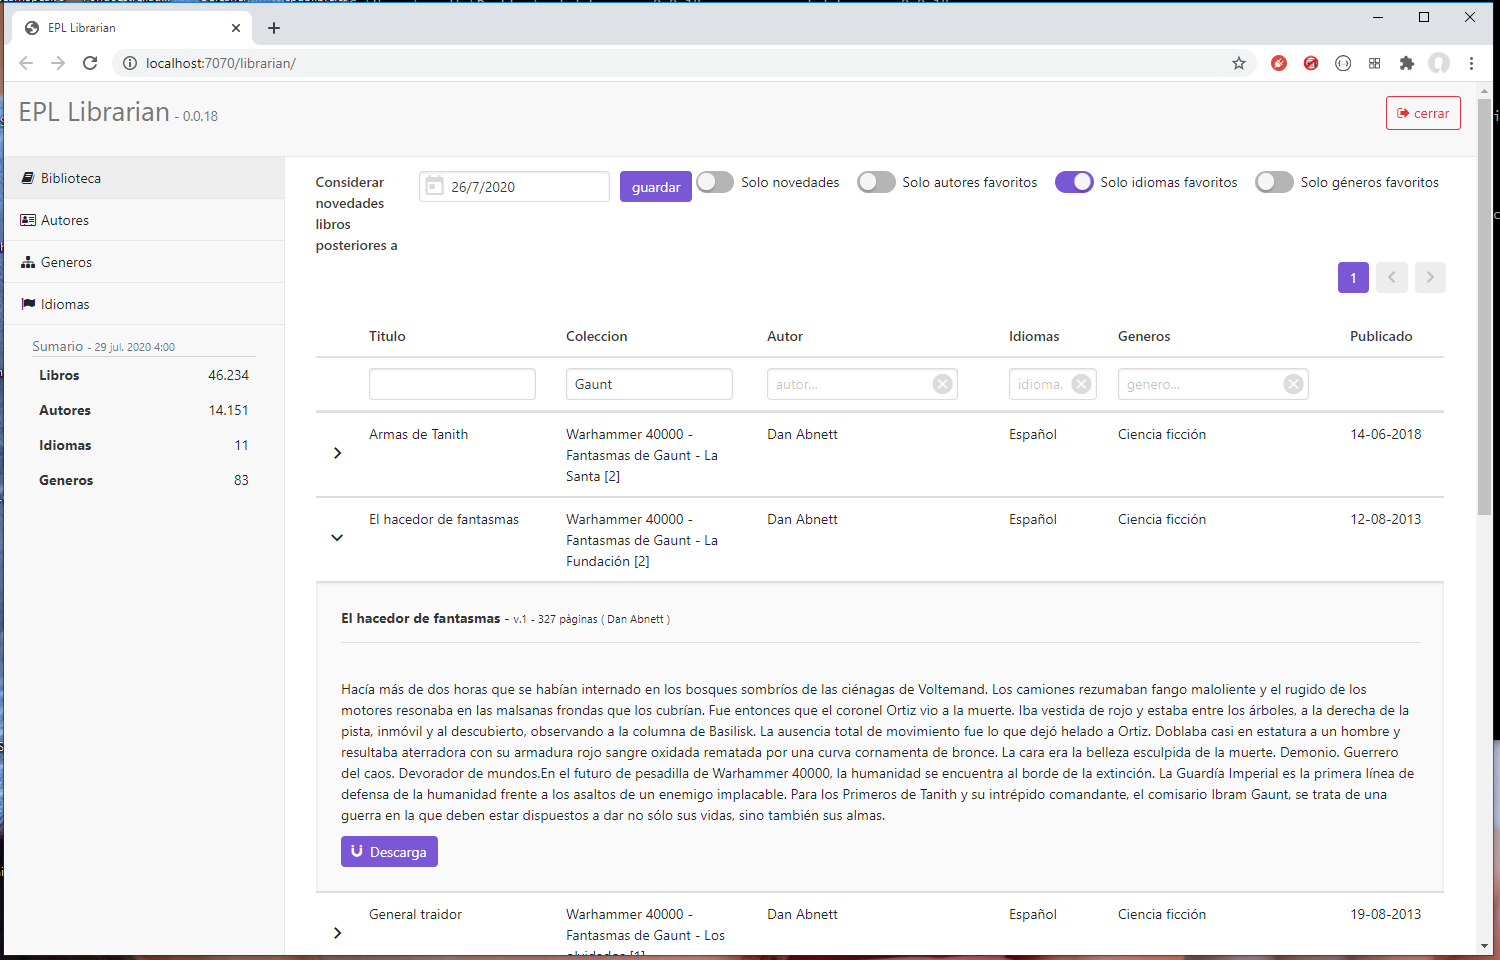 EPL Librarian
localhost:7070/librarian/
EPL Librarian - 0.0.18
cerrar
Biblioteca
Autores
Generos
Idiomas
Sumario - 29 jul. 2020 4:00
Libros 46.234
Autores 14.151
Idiomas 11
Generos 83
Considerar
novedades
libros
posteriores a
26/7/2020
guardar
Solo novedades
Solo autores favoritos
Solo idiomas favoritos
Solo géneros favoritos
1
Titulo Coleccion Autor Idiomas Generos Publicado
Gaunt autor... idioma. genero...
Armas de Tanith Warhammer 40000 - Dan Abnett Español Ciencia ficción 14-06-2018
Fantasmas de Gaunt - La
Santa [2]
El hacedor de fantasmas Warhammer 40000 - Dan Abnett Español Ciencia ficción 12-08-2013
Fantasmas de Gaunt - La
Fundación [2]
El hacedor de fantasmas - v.1 - 327 pàginas ( Dan Abnett )
Hacía más de dos horas que se habían internado en los bosques sombríos de las ciénagas de Voltemand. Los camiones rezumaban fango maloliente y el rugido de los
motores resonaba en las malsanas frondas que los cubrían. Fue entonces que el coronel Ortiz vio a la muerte. Iba vestida de rojo y estaba entre los árboles, a la derecha de la
pista, inmóvil y al descubierto, observando a la columna de Basilisk. La ausencia total de movimiento fue lo que dejó helado a Ortiz. Doblaba casi en estatura a un hombre y
resultaba aterradora con su armadura rojo sangre oxidada rematada por una curva cornamenta de bronce. La cara era la belleza esculpida de la muerte. Demonio. Guerrero
del caos. Devorador de mundos.En el futuro de pesadilla de Warhammer 40000, la humanidad se encuentra al borde de la extinción. La Guardía Imperial es la primera línea de
defensa de la humanidad frente a los asaltos de un enemigo implacable. Para los Primeros de Tanith y su intrépido comandante, el comisario Ibram Gaunt, se trata de una
guerra en la que deben estar dispuestos a dar no sólo sus vidas, sino también sus almas.
Descarga
General traidor Warhammer 40000 - Dan Abnett Español Ciencia ficción 19-08-2013
Fantasmas de Gaunt - Los
olvidados [1]